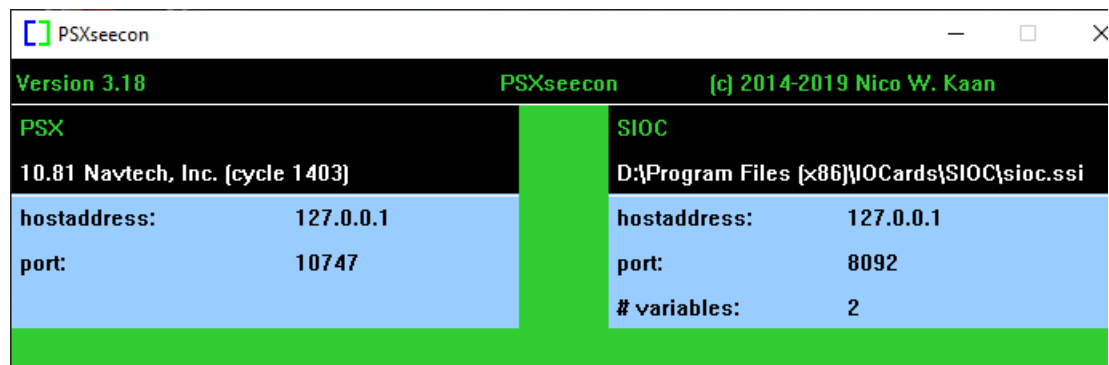 PSXseecon
Version 3.18 PSXseecon (c) 2014-2019 Nico W. Kaan
PSX
10.81 Navtech, Inc. (cycle 1403)
hostaddress: 127.0.0.1
port: 10747
SIOC
D:\Program Files (x86)\IOCards\SIOC\sioc.ssi
hostaddress: 127.0.0.1
port: 8092
# variables: 2